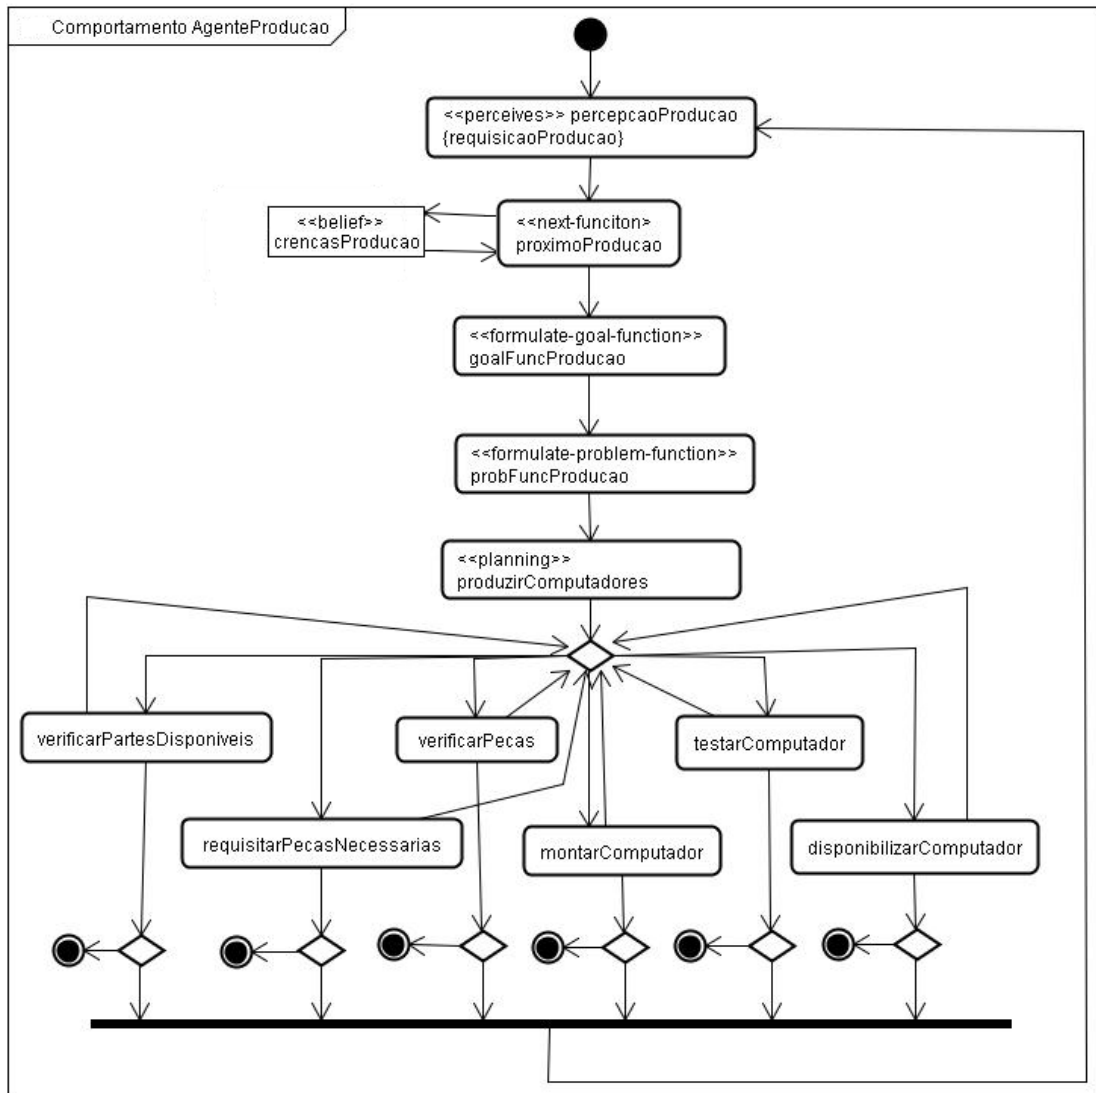 Comportamento AgenteProducao
<<perceives>> percepcaoProducao
{requisicaoProducao}
<<belief>>
crencasProducao
<<next-funciton>
proximoProducao
<<formulate-goal-function>>
goalFuncProducao
<<formulate-problem-function>>
probFuncProducao
<<planning>>
produzirComputadores
verificarPartesDisponiveis
verificarPecas
testarComputador
requisitarPecasNecessarias
montarComputador
disponibilizarComputador